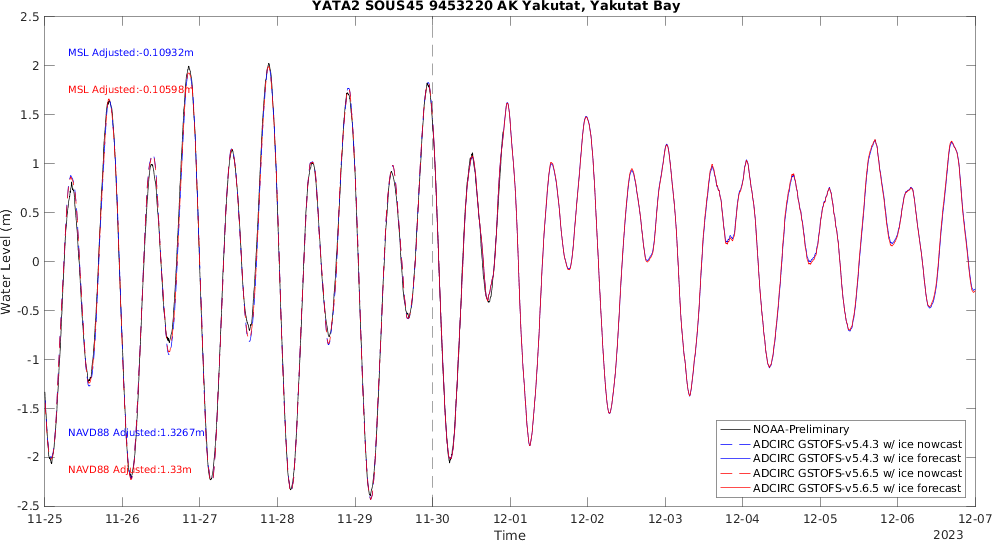 YATA2 SOUS45 9453220 AK Yakutat, Yakutat Bay
2.5
2
1.5
1
0.5
0
-0.5
-1
-1.5
-2
-2.5
Water Level (m)
MSL Adjusted:-0.10932m
MSL Adjusted:-0.10598m
NAVD88 Adjusted:1.3267m
NAVD88 Adjusted:1.33m
NOAA-Preliminary
ADCIRC GSTOFS-v5.4.3 w/ ice nowcast
ADCIRC GSTOFS-v5.4.3 w/ ice forecast
ADCIRC GSTOFS-v5.6.5 w/ ice nowcast
ADCIRC GSTOFS-v5.6.5 w/ ice forecast
11-25 11-26 11-27 11-28 11-29 11-30 12-01 12-02 12-03 12-04 12-05 12-06 12-07
Time
2023